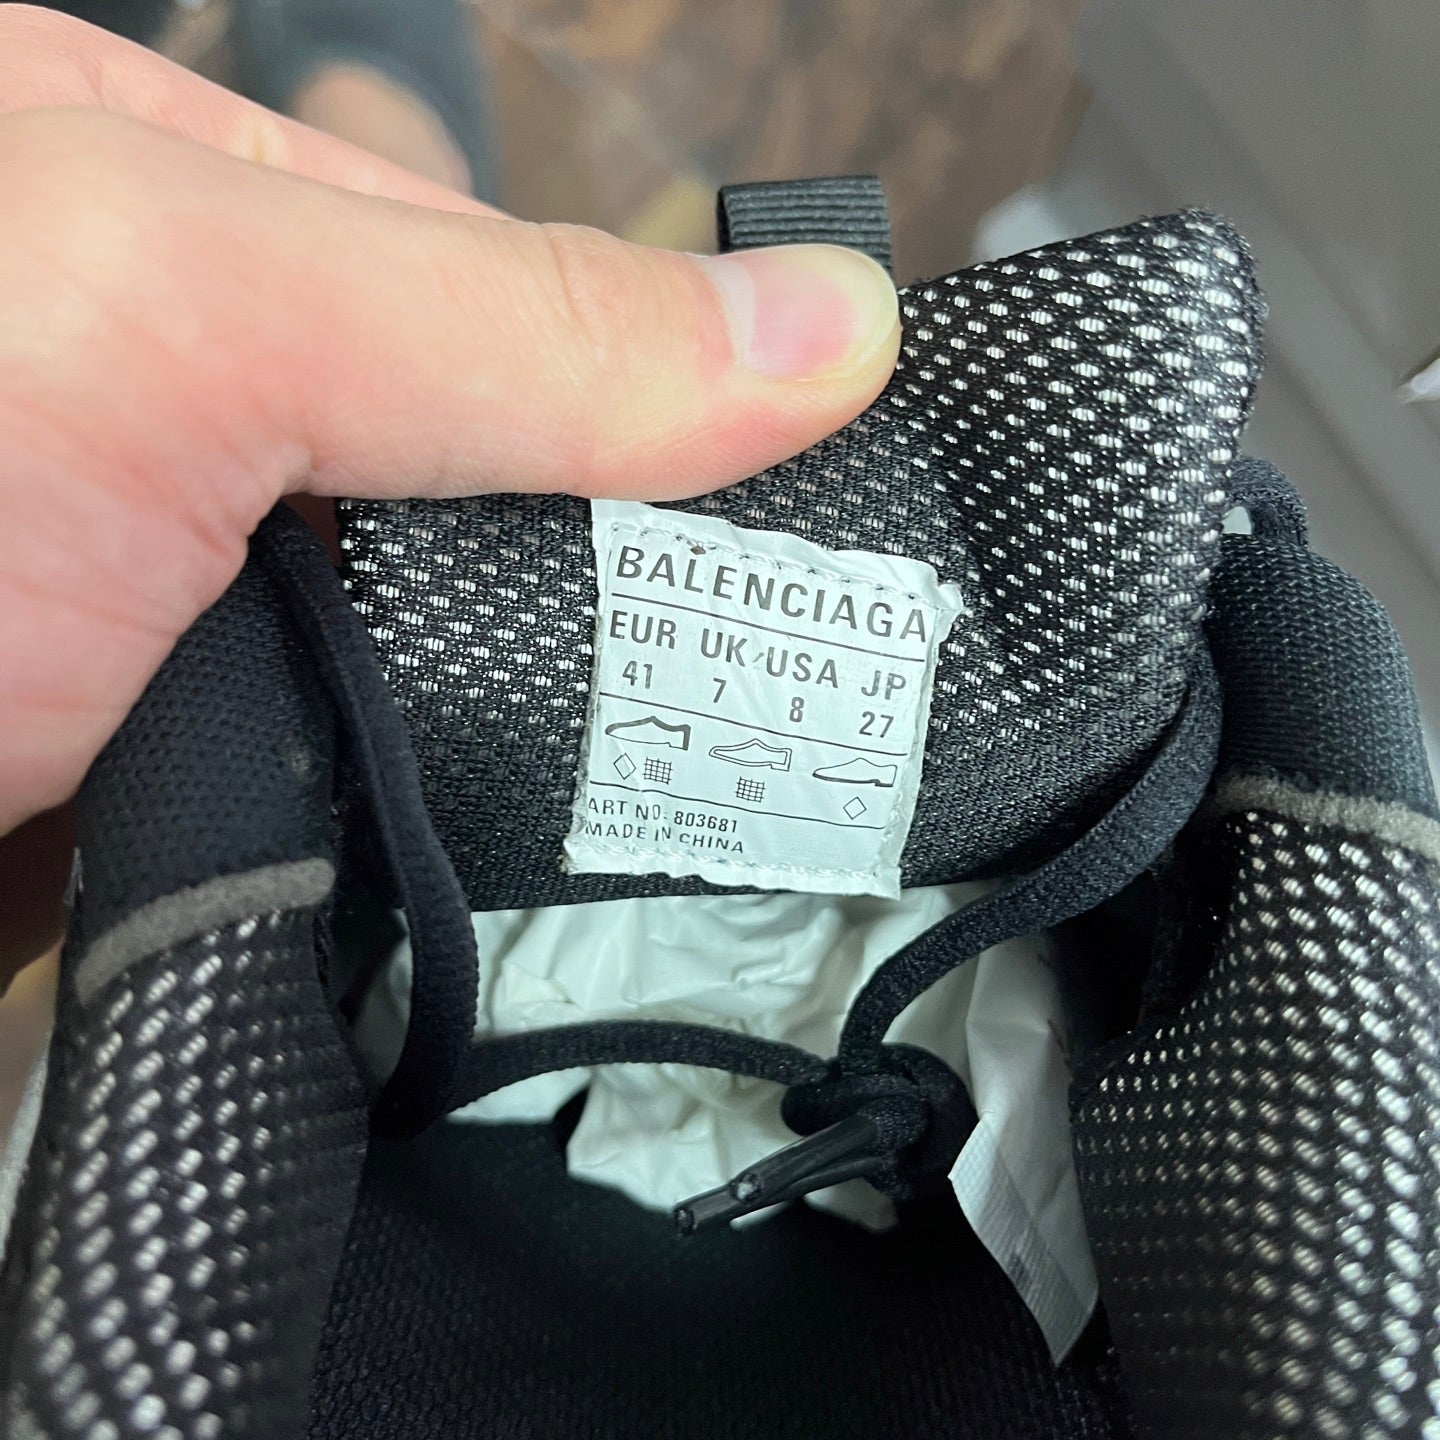 BALENCIAGA
EUR UK USA JP
41 7 8 27
ART NO: 803681
MADE IN CHINA